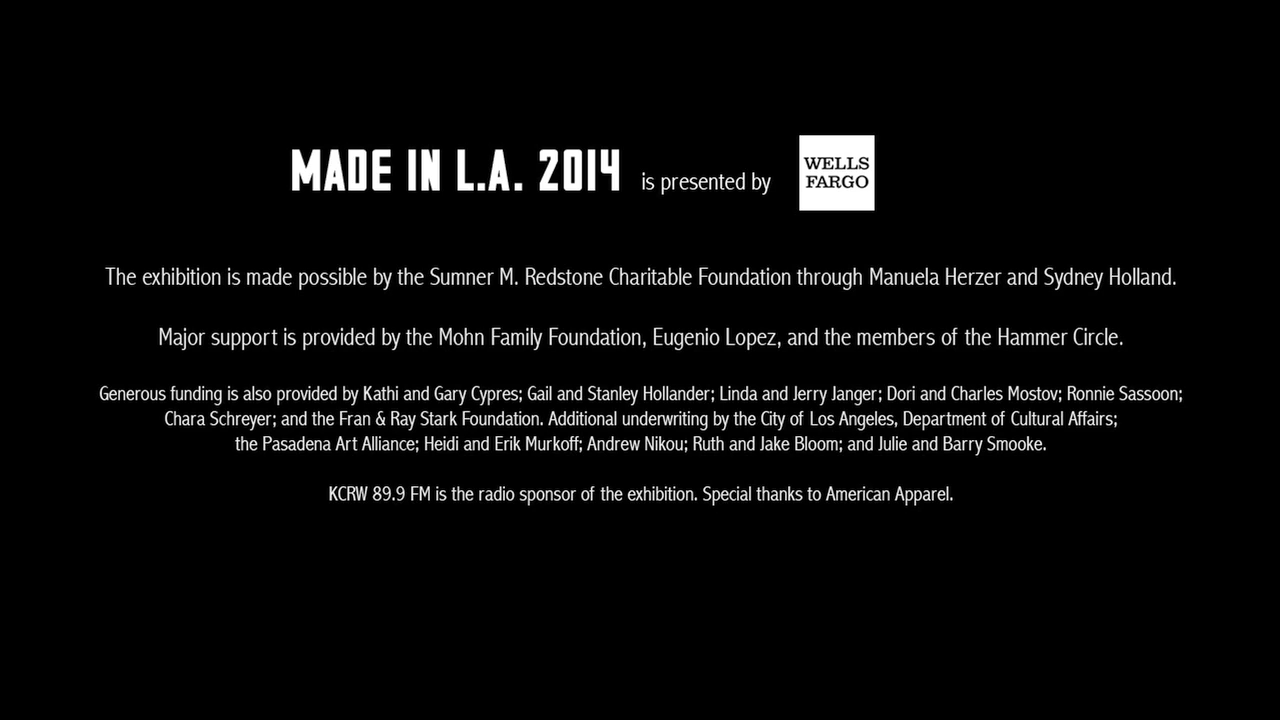 MADE IN L.A. 2014 is presented by WELLS FARGO
The exhibition is made possible by the Sumner M. Redstone Charitable Foundation through Manuela Herzer and Sydney Holland.
Major support is provided by the Mohn Family Foundation, Eugenio Lopez, and the members of the Hammer Circle.
Generous funding is also provided by Kathi and Gary Cypres; Gail and Stanley Hollander; Linda and Jerry Janger; Dori and Charles Mostov; Ronnie Sassoon;
Chara Schreyer; and the Fran & Ray Stark Foundation. Additional underwriting by the City of Los Angeles, Department of Cultural Affairs;
the Pasadena Art Alliance; Heidi and Erik Murkoff; Andrew Nikou; Ruth and Jake Bloom; and Julie and Barry Smooke.
KCRW 89.9 FM is the radio sponsor of the exhibition. Special thanks to American Apparel.